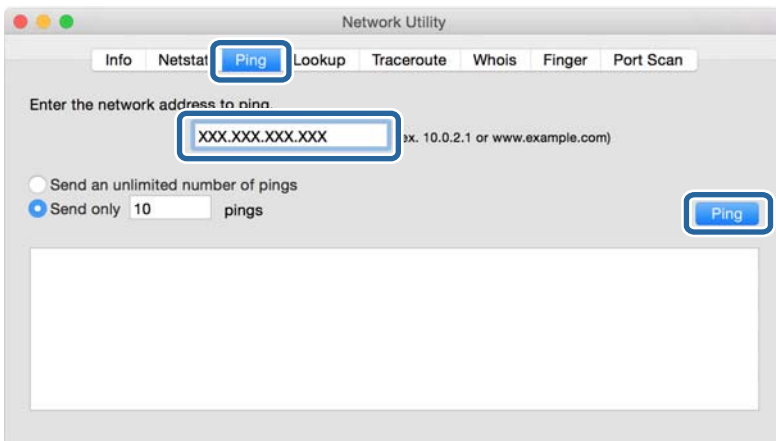 Network Utility
Info Netstat Ping Lookup Traceroute Whois Finger Port Scan
Enter the network address to ping.
XXX.XXX.XXX.XXX ex. 10.0.2.1 or www.example.com)
Send an unlimited number of pings
Send only 10 pings
Ping